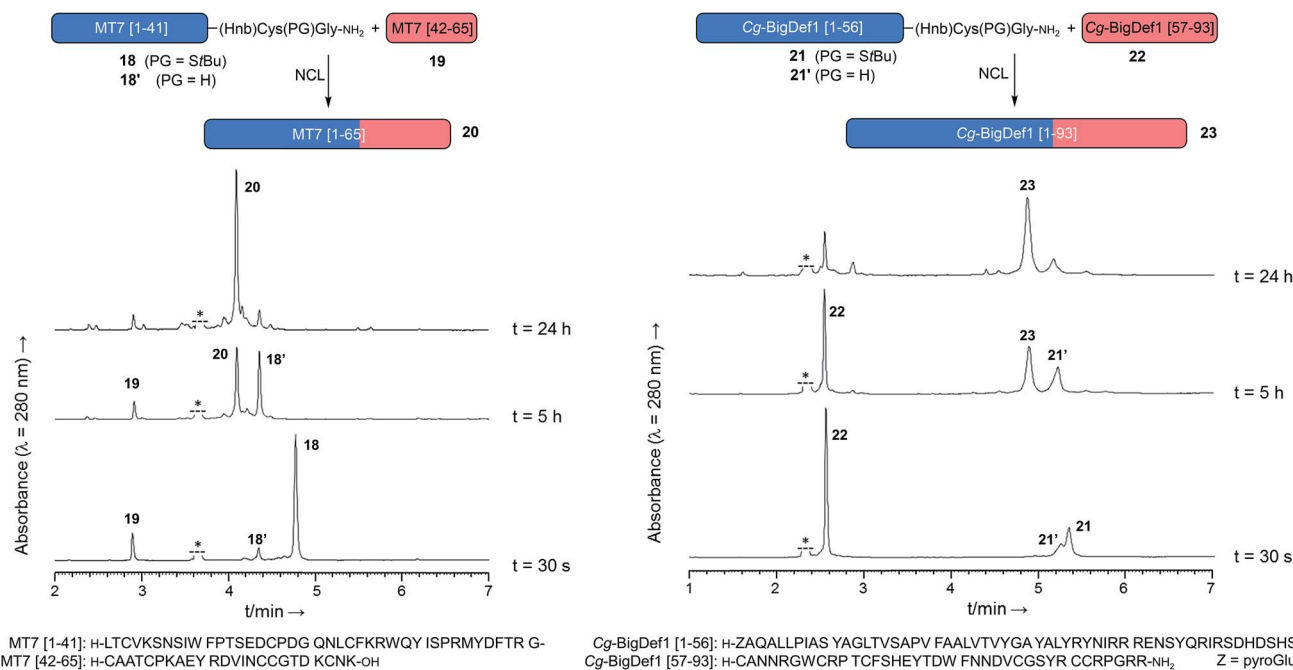 MT7 [1-41] –(Hnb)Cys(PG)Gly-NH₂ + MT7 [42-65]
18 (PG = StBu) 19
18' (PG = H)
NCL
MT7 [1-65] 20
20
*
t = 24 h
20
18'
19
*
t = 5 h
18
19
18'
*
t = 30 s
Absorbance (λ = 280 nm) →
2 3 4 5 6 7
t/min →
MT7 [1-41]: H-LTCVKSNSIW FPTSEDCPDG QNLCFKRWQY ISPRMYDFTR G-
MT7 [42-65]: H-CAATCPKAEY RDVINCCGTD KCNK-OH
Cg-BigDef1 [1-56] –(Hnb)Cys(PG)Gly-NH₂ + Cg-BigDef1 [57-93]
21 (PG = StBu) 22
21' (PG = H)
NCL
Cg-BigDef1 [1-93] 23
23
*
t = 24 h
22
23
21'
*
t = 5 h
22
21' 21
*
t = 30 s
Absorbance (λ = 280 nm) →
1 2 3 4 5 6 7
t/min →
Cg-BigDef1 [1-56]: H-ZAQALLPIAS YAGLTVSAPV FAALVTVYGA YALYRYNIRR RENSYQRIRSDHDSHS
Cg-BigDef1 [57-93]: H-CANNRGWCRP TCFSHEYTDW FNNDVCGSYR CCRPGRR-NH₂ Z = pyroGlu